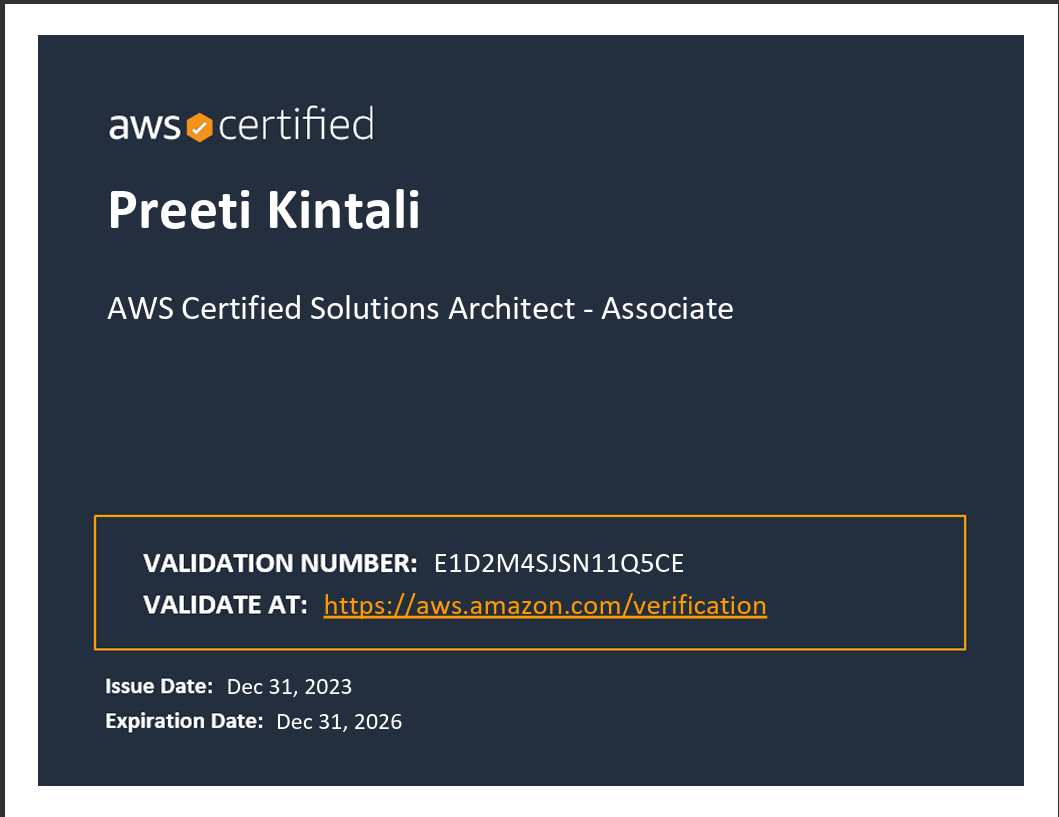 aws certified
Preeti Kintali
AWS Certified Solutions Architect - Associate
VALIDATION NUMBER: E1D2M4SJSN11Q5CE
VALIDATE AT: https://aws.amazon.com/verification
Issue Date: Dec 31, 2023
Expiration Date: Dec 31, 2026